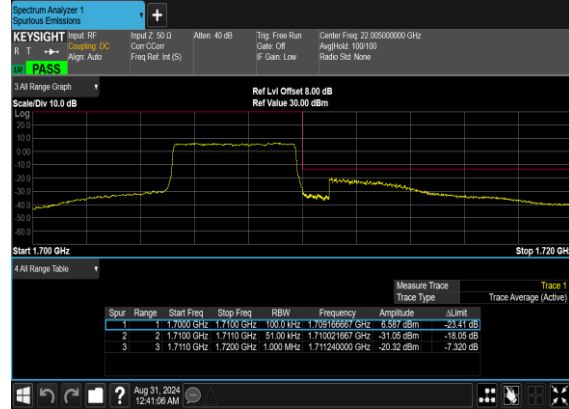 Spectrum Analyzer 1
Spurious Emissions
+
KEYSIGHT Input: RF Input Z: 50 Ω Atten: 40 dB Trig: Free Run Center Freq: 22.005000000 GHz
R T Coupling: DC Corr CCorr Gate: Off Avg|Hold: 100/100
Align: Auto Freq Ref: Int (S) IF Gain: Low Radio Std: None
PASS
3 All Range Graph
Ref Lvl Offset 8.00 dB
Scale/Div 10.0 dB Ref Value 30.00 dBm
Log
20.0
10.0
0.00
-10.0
-20.0
-30.0
-40.0
-50.0
-60.0
Start 1.700 GHz Stop 1.720 GHz
4 All Range Table
Measure Trace Trace 1
Trace Type Trace Average (Active)
Spur Range Start Freq Stop Freq RBW Frequency Amplitude ΔLimit
1 1 1.7000 GHz 1.7100 GHz 100.0 kHz 1.709166667 GHz 6.587 dBm -23.41 dB
2 2 1.7100 GHz 1.7110 GHz 51.00 kHz 1.710021667 GHz -31.05 dBm -18.05 dB
3 3 1.7110 GHz 1.7200 GHz 1.000 MHz 1.711240000 GHz -20.32 dBm -7.320 dB
? Aug 31, 2024
12:41:06 AM